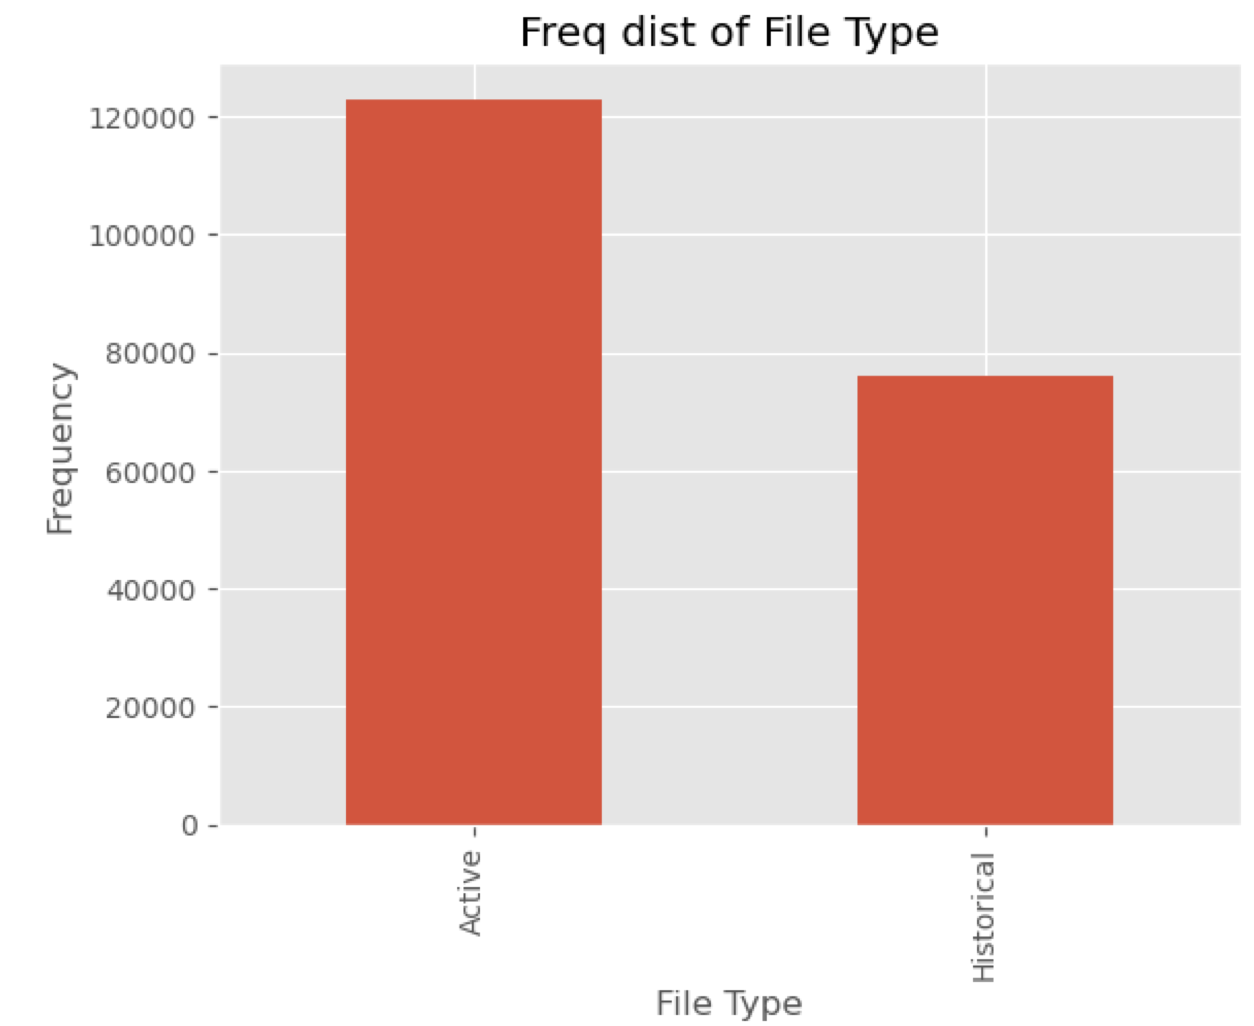 Freq dist of File Type
120000
100000
80000
60000
40000
20000
0
Frequency
Active
Historical
File Type